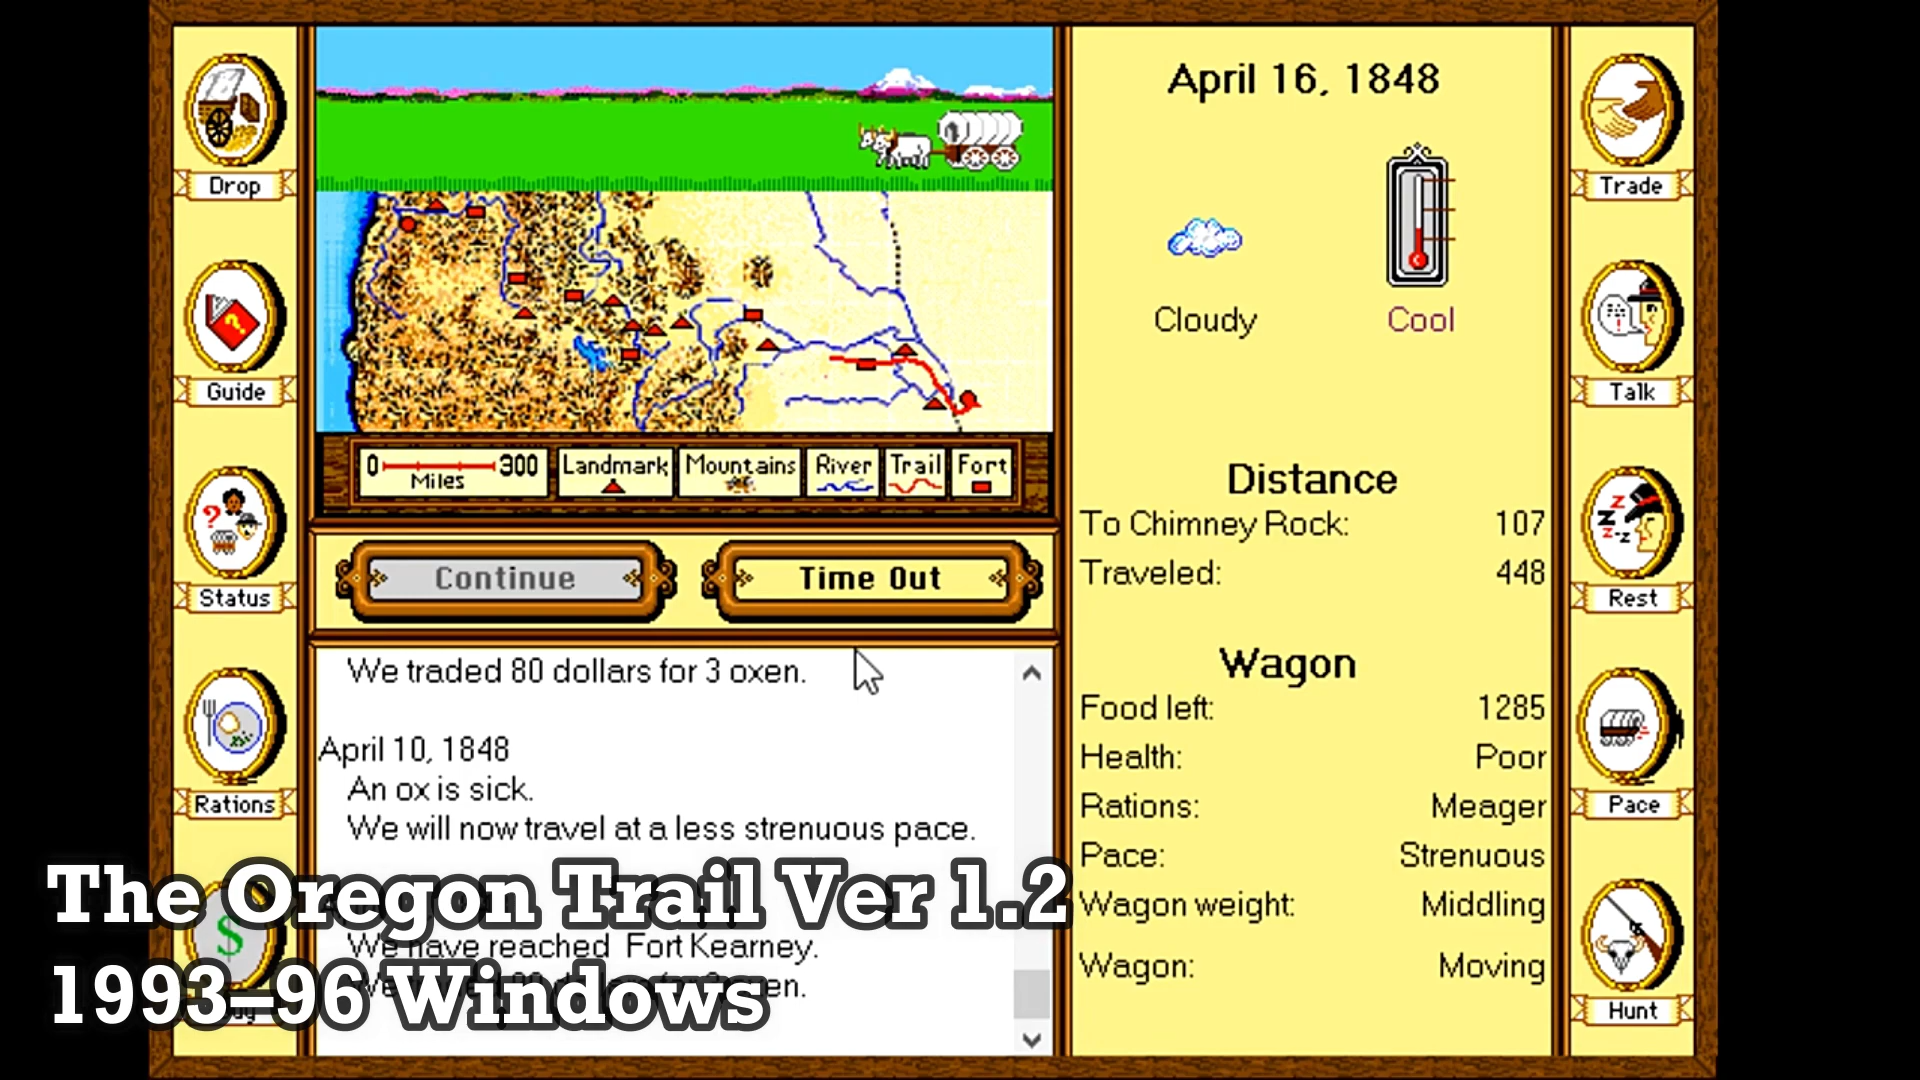 Drop
Guide
Status
Rations
0 300
Miles
Landmark
Mountains
River
Trail
Fort
Continue
Time Out
We traded 80 dollars for 3 oxen.
April 10, 1848
An ox is sick.
We will now travel at a less strenuous pace.
We have reached Fort Kearney.
The Oregon Trail Ver 1.2
1993–96 Windows
$
April 16, 1848
Cloudy
Cool
Distance
To Chimney Rock: 107
Traveled: 448
Wagon
Food left: 1285
Health: Poor
Rations: Meager
Pace: Strenuous
Wagon weight: Middling
Wagon: Moving
Trade
Talk
Rest
Pace
Hunt